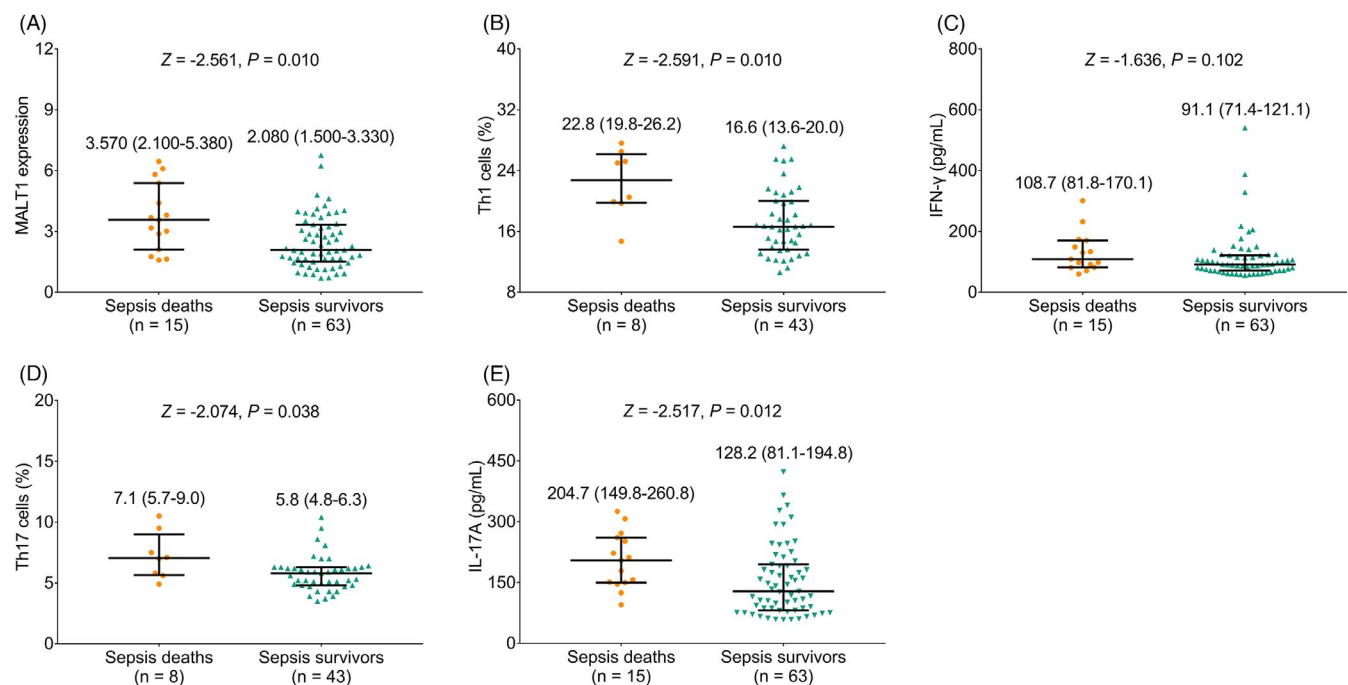 (A)
Z = -2.561, P = 0.010
MALT1 expression
12
9
6
3
0
3.570 (2.100-5.380)
2.080 (1.500-3.330)
Sepsis deaths
(n = 15)
Sepsis survivors
(n = 63)
(B)
Z = -2.591, P = 0.010
Th1 cells (%)
40
32
24
16
8
22.8 (19.8-26.2)
16.6 (13.6-20.0)
Sepsis deaths
(n = 8)
Sepsis survivors
(n = 43)
(C)
Z = -1.636, P = 0.102
IFN-γ (pg/mL)
800
600
400
200
0
108.7 (81.8-170.1)
91.1 (71.4-121.1)
Sepsis deaths
(n = 15)
Sepsis survivors
(n = 63)
(D)
Z = -2.074, P = 0.038
Th17 cells (%)
20
15
10
5
0
7.1 (5.7-9.0)
5.8 (4.8-6.3)
Sepsis deaths
(n = 8)
Sepsis survivors
(n = 43)
(E)
Z = -2.517, P = 0.012
IL-17A (pg/mL)
600
450
300
150
0
204.7 (149.8-260.8)
128.2 (81.1-194.8)
Sepsis deaths
(n = 15)
Sepsis survivors
(n = 63)